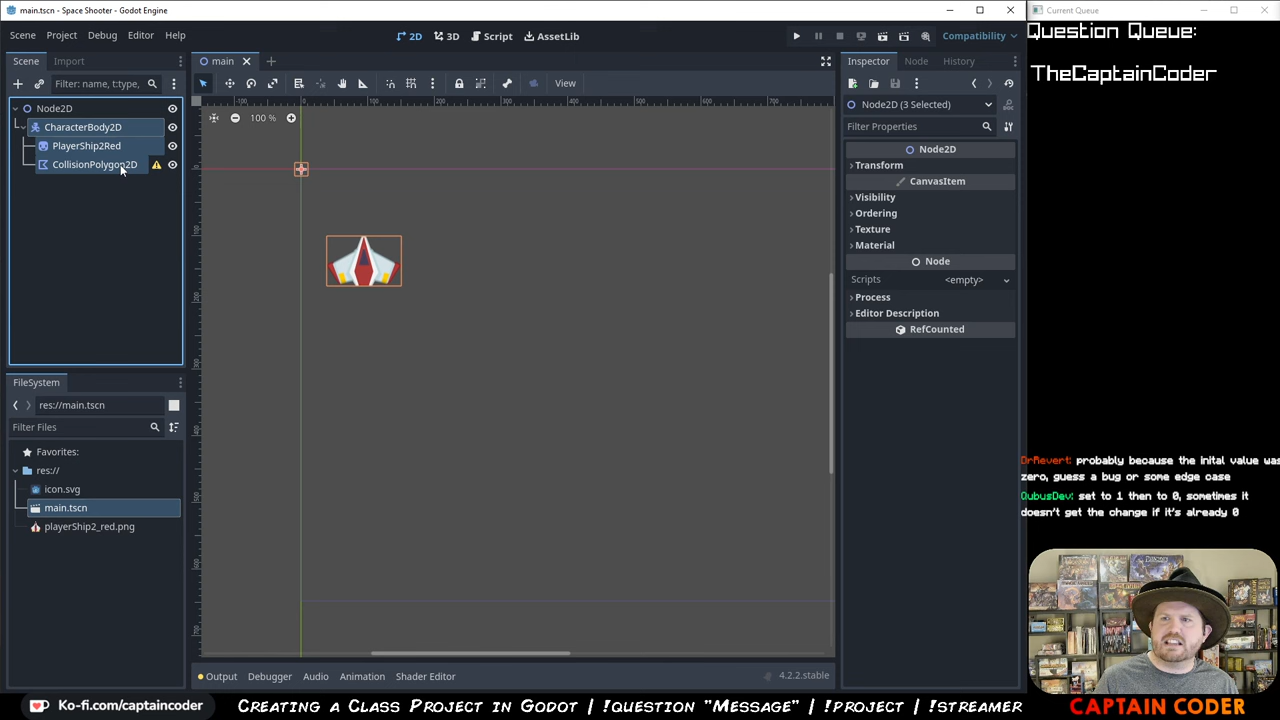 main.tscn - Space Shooter - Godot Engine
Current Queue
Scene Project Debug Editor Help
2D 3D Script AssetLib
Compatibility
Question Queue:
TheCaptainCoder
Scene Import
Filter: name, t:type,
Node2D
CharacterBody2D
PlayerShip2Red
CollisionPolygon2D
main
View
100 %
Inspector Node History
Node2D (3 Selected)
Filter Properties
Node2D
Transform
CanvasItem
Visibility
Ordering
Texture
Material
Node
Scripts <empty>
Process
Editor Description
RefCounted
FileSystem
res://main.tscn
Filter Files
Favorites:
res://
icon.svg
main.tscn
playerShip2_red.png
Output Debugger Audio Animation Shader Editor
4.2.2.stable
DrRevert: probably because the inital value was
zero, guess a bug or some edge case
QubusDev: set to 1 then to 0, sometimes it
doesn't get the change if it's already 0
Ko-fi.com/captaincoder
Creating a Class Project in Godot | !question "Message" | !project | !streamer
CAPTAIN CODER